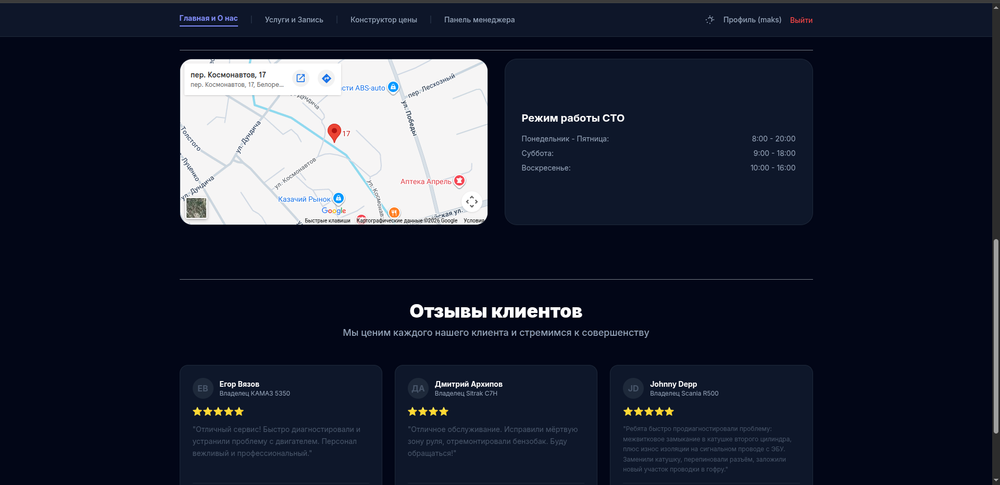 Главная и О нас
Услуги и Запись
Конструктор цены
Панель менеджера
Профиль (maks)
Выйти
пер. Космонавтов, 17
пер. Космонавтов, 17, Белоре...
сти ABS-auto
пер. Лесхозный
Дундича
ул. Победы
17
Толстого
ул. Дундича
Луценко
ул. Космонавтов
ул. Дундича
Аптека Апрель
Казачий Рынок
ул. Космонавт
Google
йская ул.
Быстрые клавиши
Картографические данные ©2026 Google
Условия
Режим работы СТО
Понедельник - Пятница:
8:00 - 20:00
Суббота:
9:00 - 18:00
Воскресенье:
10:00 - 16:00
Отзывы клиентов
Мы ценим каждого нашего клиента и стремимся к совершенству
ЕВ
Егор Вязов
Владелец КАМАЗ 5350
"Отличный сервис! Быстро диагностировали и
устранили проблему с двигателем. Персонал
вежливый и профессиональный."
ДА
Дмитрий Архипов
Владелец Sitrak C7H
"Отличное обслуживание. Исправили мёртвую
зону руля, отремонтировали бензобак. Буду
обращаться!"
JD
Johnny Depp
Владелец Scania R500
"Ребята быстро продиагностировали проблему:
межвитковое замыкание в катушке второго цилиндра,
плюс износ изоляции на сигнальном проводе с ЭБУ.
Заменили катушку, перепиновали разъём, заложили
новый участок проводки в гофру."